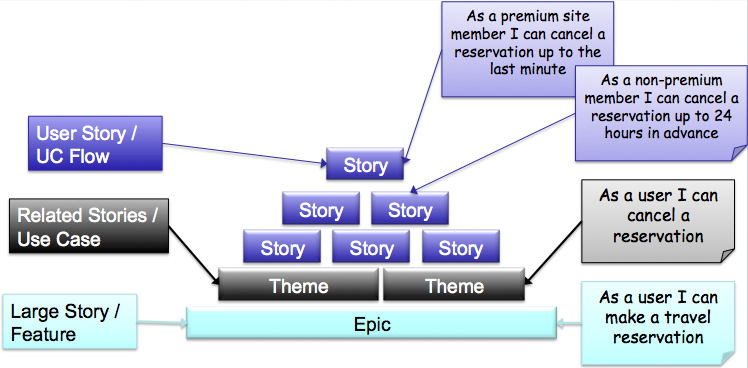 As a premium site
member I can cancel a
reservation up to the
last minute
As a non-premium
member I can cancel a
reservation up to 24
hours in advance
User Story /
UC Flow
Story
Related Stories /
Use Case
Story
Story
As a user I can
cancel a
reservation
Story
Story
Story
Theme
Theme
Large Story /
Feature
Epic
As a user I can
make a travel
reservation